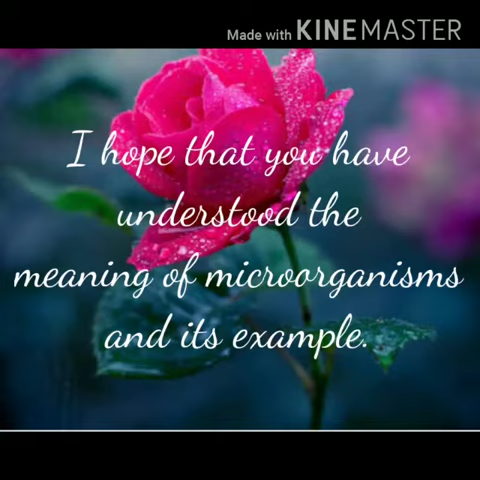 Made with KINEMASTER
I hope that you have
understood the
meaning of microorganisms
and its example.